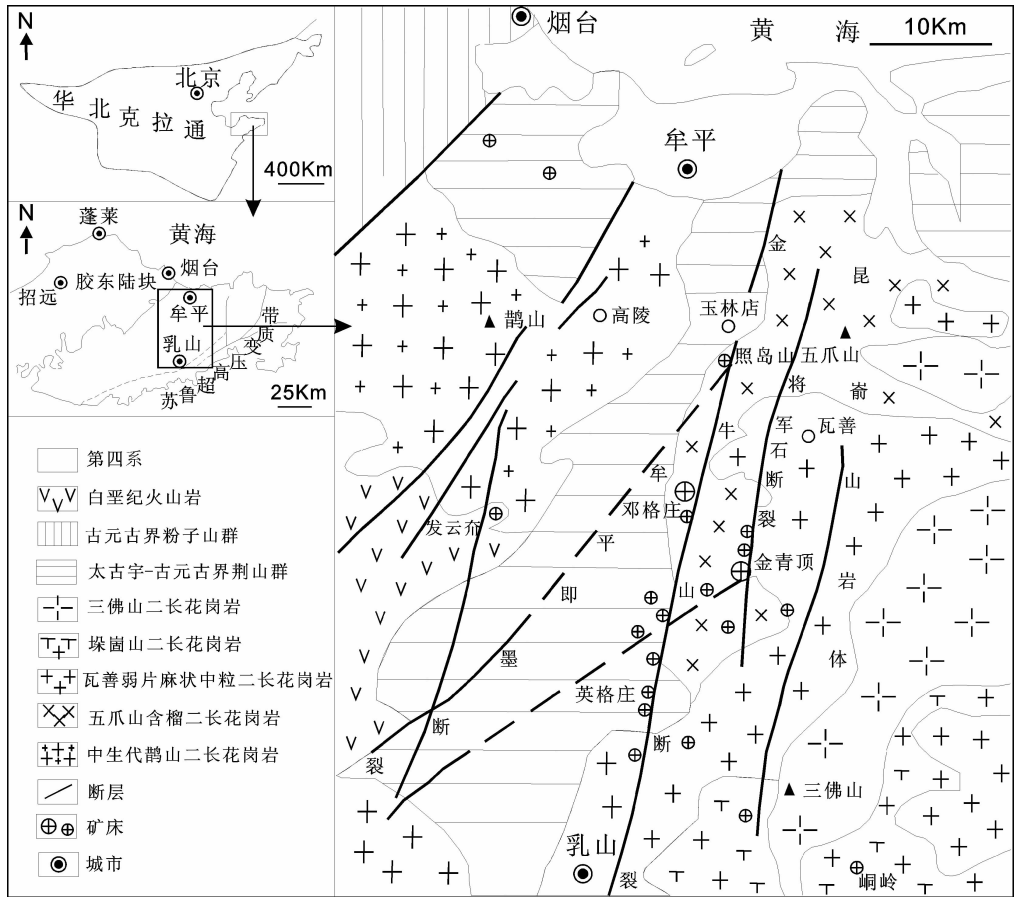 N
北京
华北克拉通
400Km
N
蓬莱
黄海
烟台
胶东陆块
招远
牟平
乳山
苏鲁超高压变质带
25Km
第四系
白垩纪火山岩
古元古界粉子山群
太古宇-古元古界荆山群
三佛山二长花岗岩
垛崮山二长花岗岩
瓦善弱片麻状中粒二长花岗岩
五爪山含榴二长花岗岩
中生代鹊山二长花岗岩
断层
矿床
城市
烟台
黄海
10Km
牟平
金
昆
嵛
山
岩
体
鹊山
高陵
玉林店
照岛山
五爪山
将军石断裂
瓦善
牛
山
断
裂
牟
平
即
墨
断
裂
邓格庄
发云夼
金青顶
英格庄
三佛山
乳山
峒岭